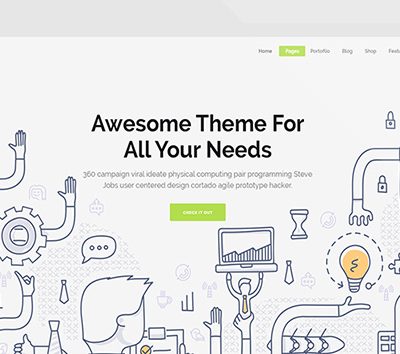 Home Pages Portfolio Blog Shop Featu
Awesome Theme For
All Your Needs
360 campaign viral ideate physical computing pair programming Steve
Jobs user centered design cortado agile prototype hacker.
CHECK IT OUT